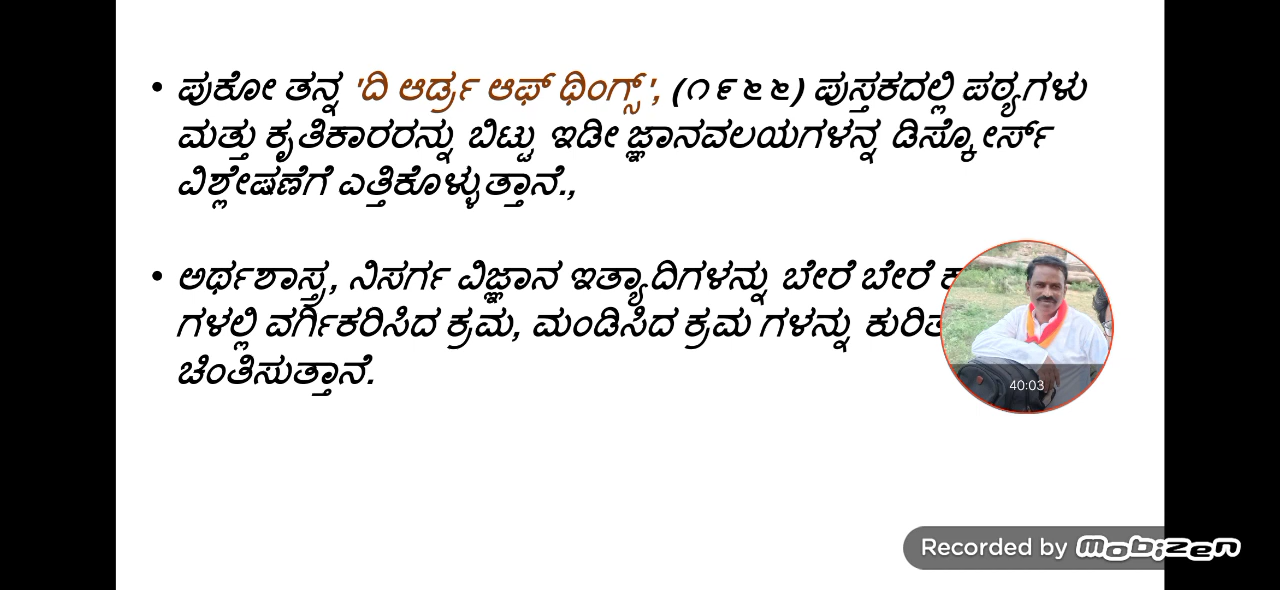 • ಪುಕೋ ತನ್ನ 'ದಿ ಆರ್ಡ್ರ ಆಫ್ ಥಿಂಗ್ಸ್', (೧೯೬೬) ಪುಸ್ತಕದಲ್ಲಿ ಪಠ್ಯಗಳು
ಮತ್ತು ಕೃತಿಕಾರರನ್ನು ಬಿಟ್ಟು ಇಡೀ ಜ್ಞಾನವಲಯಗಳನ್ನ ಡಿಸ್ಕೋರ್ಸ್
ವಿಶ್ಲೇಷಣೆಗೆ ಎತ್ತಿಕೊಳ್ಳುತ್ತಾನೆ.,
• ಅರ್ಥಶಾಸ್ತ್ರ, ನಿಸರ್ಗ ವಿಜ್ಞಾನ ಇತ್ಯಾದಿಗಳನ್ನು ಬೇರೆ ಬೇರೆ
ಗಳಲ್ಲಿ ವರ್ಗಿಕರಿಸಿದ ಕ್ರಮ, ಮಂಡಿಸಿದ ಕ್ರಮ ಗಳನ್ನು
ಚಿಂತಿಸುತ್ತಾನೆ.
40:03
Recorded by Mobizen